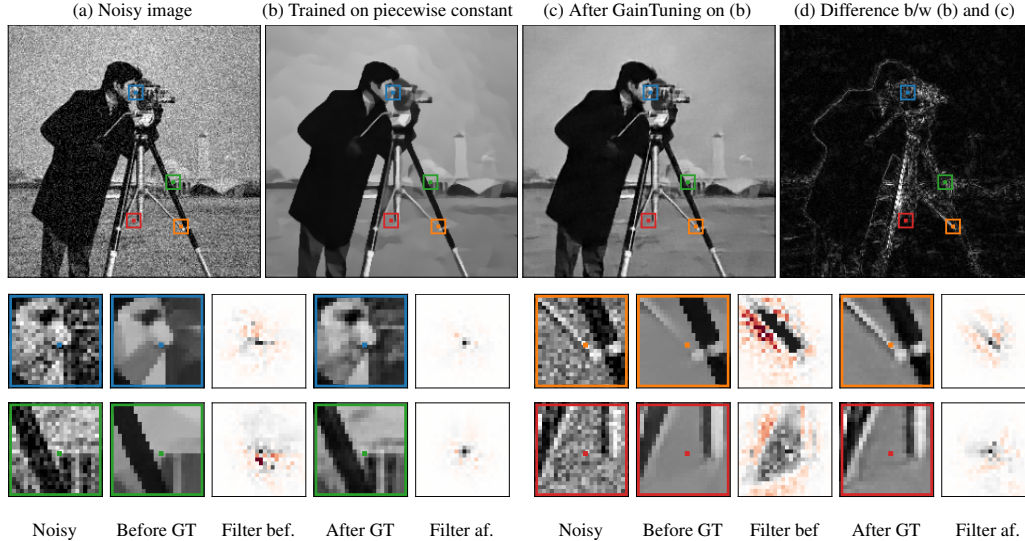 (a) Noisy image
(b) Trained on piecewise constant
(c) After GainTuning on (b)
(d) Difference b/w (b) and (c)
Noisy
Before GT
Filter bef.
After GT
Filter af.
Noisy
Before GT
Filter bef
After GT
Filter af.